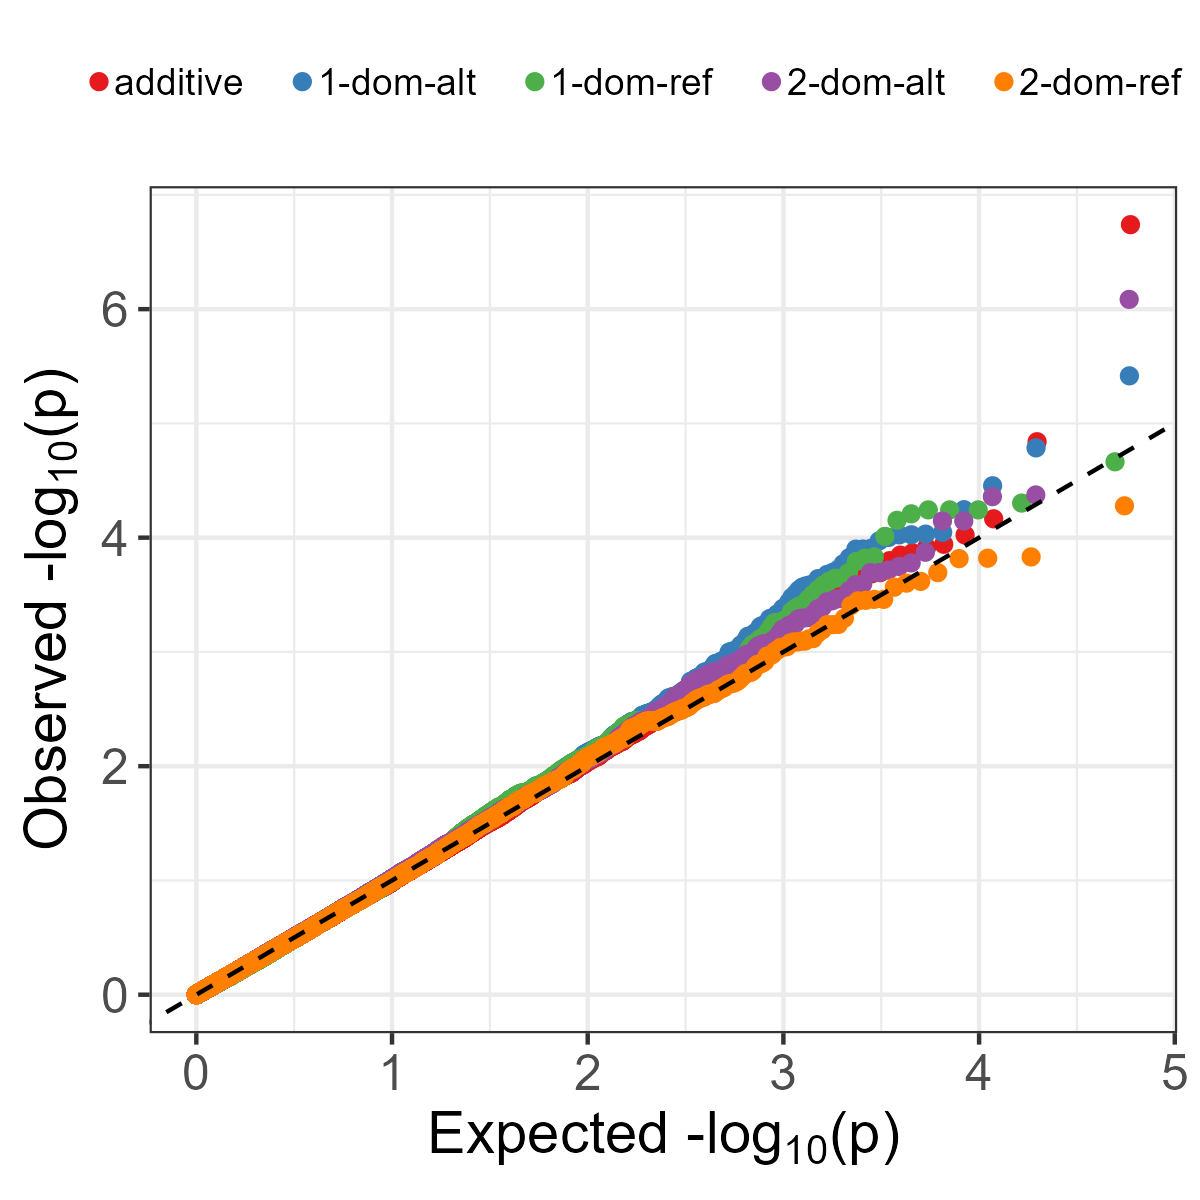 additive 1-dom-alt 1-dom-ref 2-dom-alt 2-dom-ref
6
4
2
0
Observed -log₁₀(p)
0 1 2 3 4 5
Expected -log₁₀(p)